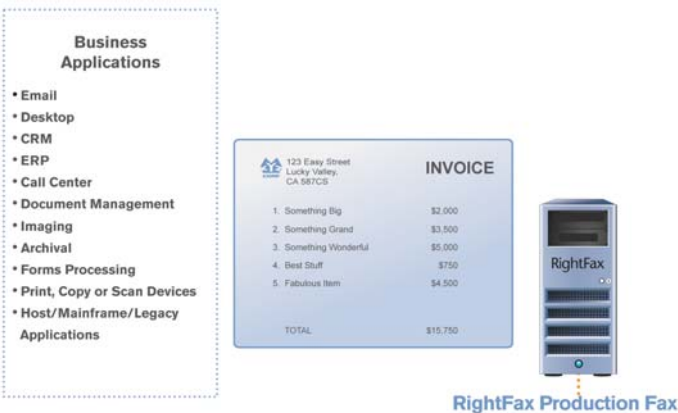 Business
Applications
• Email
• Desktop
• CRM
• ERP
• Call Center
• Document Management
• Imaging
• Archival
• Forms Processing
• Print, Copy or Scan Devices
• Host/Mainframe/Legacy
Applications
123 Easy Street
Lucky Valley,
CA 587CS
INVOICE
1. Something Big $2,000
2. Something Grand $3,500
3. Something Wonderful $5,000
4. Best Stuff $750
5. Fabulous Item $4,500
TOTAL $15,750
RightFax
RightFax Production Fax